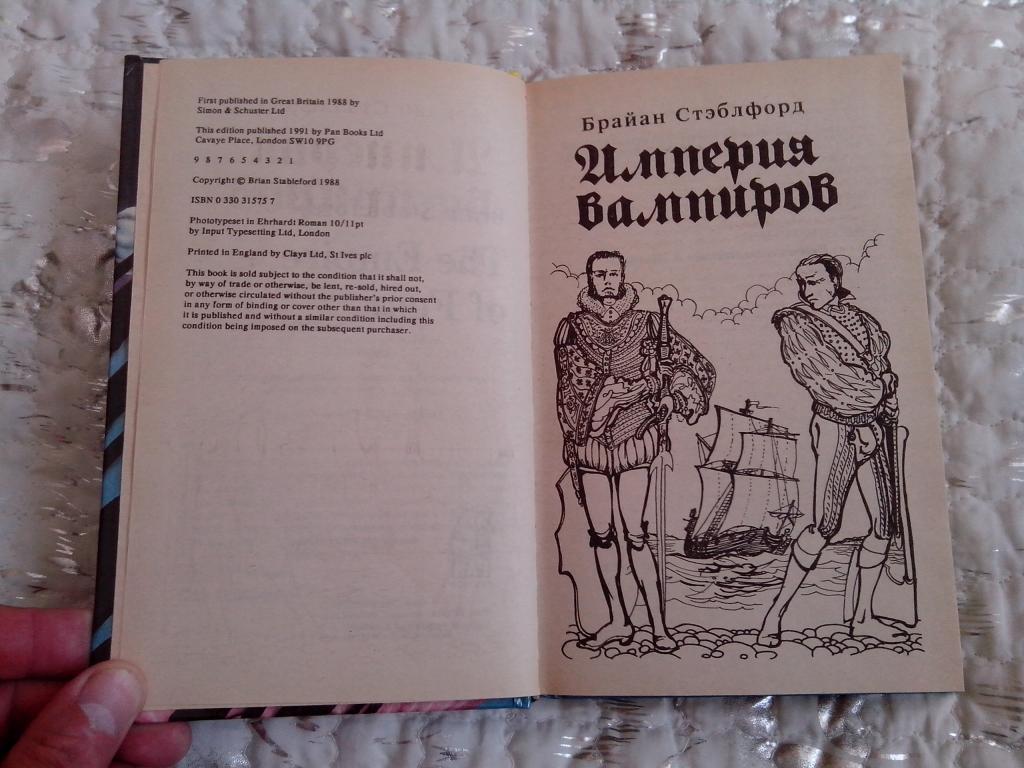 First published in Great Britain 1988 by
Simon & Schuster Ltd
This edition published 1991 by Pan Books Ltd
Cavaye Place, London SW10 9PG
9 8 7 6 5 4 3 2 1
Copyright © Brian Stableford 1988
ISBN 0 330 31575 7
Phototypeset in Ehrhardt Roman 10/11pt
by Input Typesetting Ltd, London
Printed in England by Clays Ltd, St Ives plc
This book is sold subject to the condition that it shall not,
by way of trade or otherwise, be lent, re-sold, hired out,
or otherwise circulated without the publisher's prior consent
in any form of binding or cover other than that in which
it is published and without a similar condition including this
condition being imposed on the subsequent purchaser.
Брайан Стэблфорд
Империя
вампиров